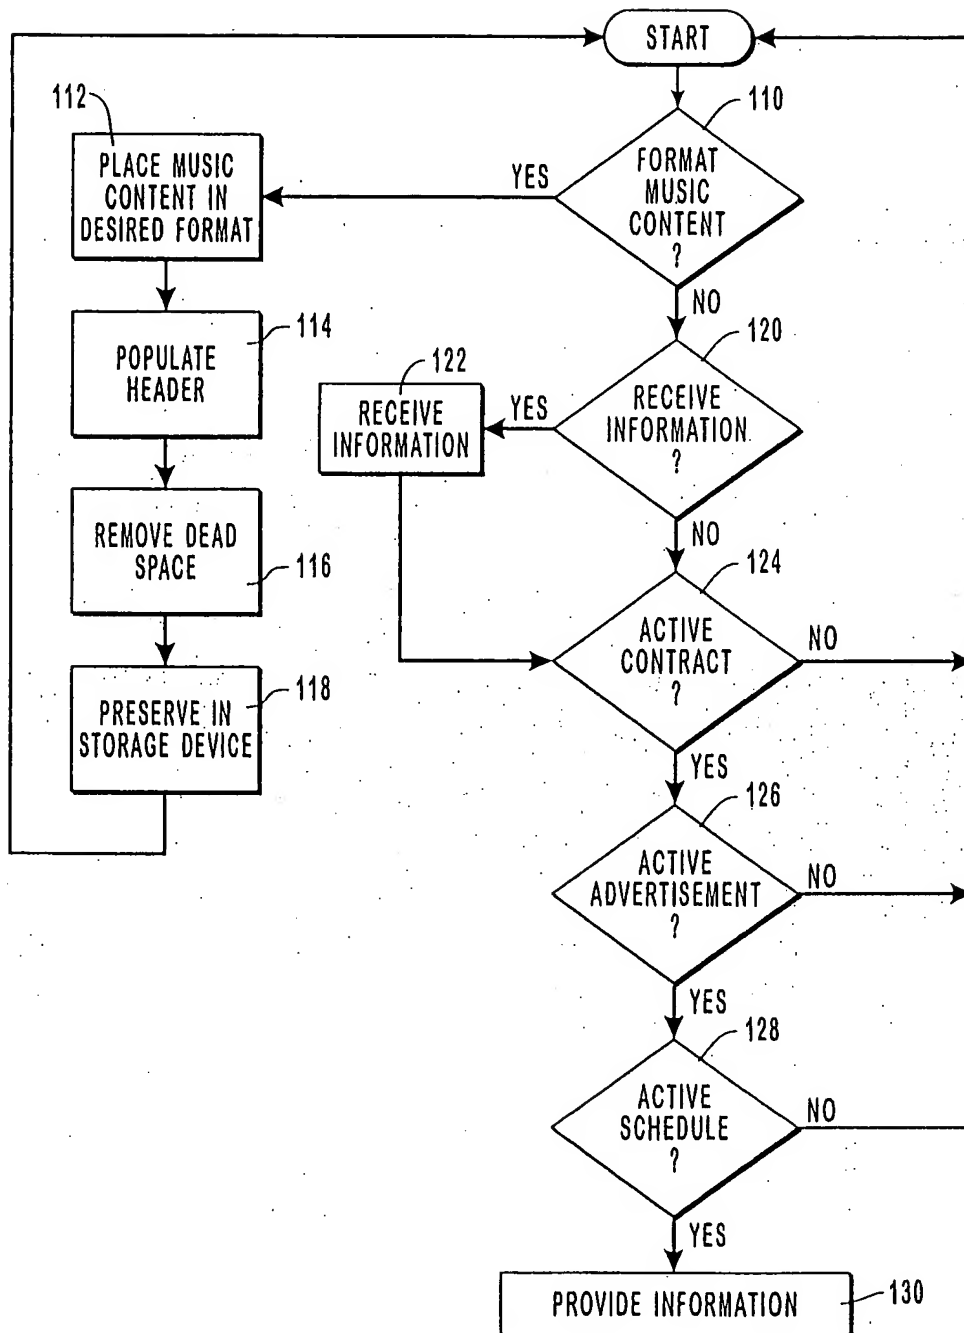 START
110
FORMAT
MUSIC
CONTENT
?
YES
NO
112
PLACE MUSIC
CONTENT IN
DESIRED FORMAT
114
POPULATE
HEADER
116
REMOVE DEAD
SPACE
118
PRESERVE IN
STORAGE DEVICE
120
RECEIVE
INFORMATION
?
YES
NO
122
RECEIVE
INFORMATION
124
ACTIVE
CONTRACT
?
NO
YES
126
ACTIVE
ADVERTISEMENT
?
NO
YES
128
ACTIVE
SCHEDULE
?
NO
YES
PROVIDE INFORMATION
130